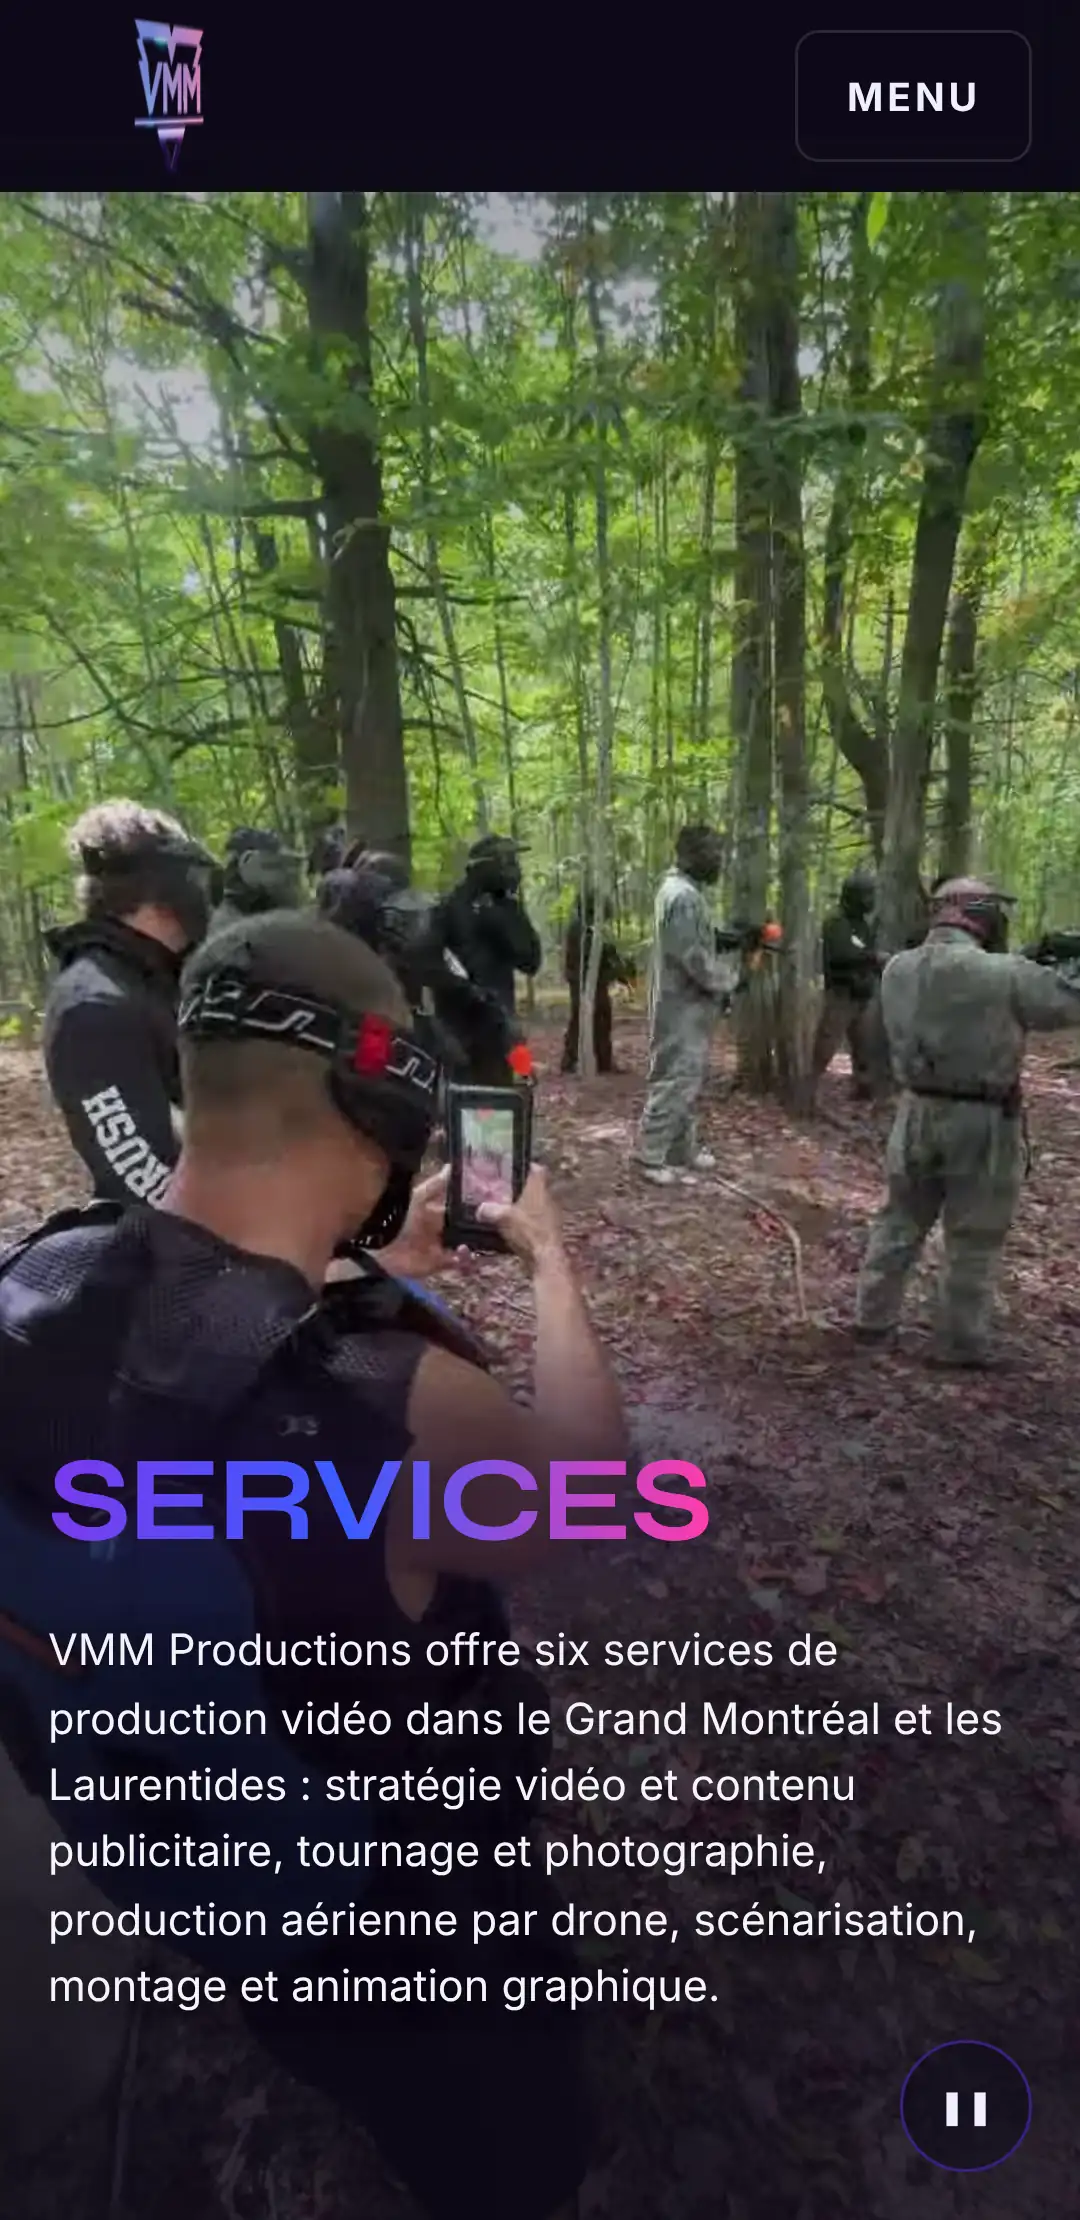 VMM
MENU
RUSH
SERVICES
VMM Productions offre six services de
production vidéo dans le Grand Montréal et les
Laurentides : stratégie vidéo et contenu
publicitaire, tournage et photographie,
production aérienne par drone, scénarisation,
montage et animation graphique.